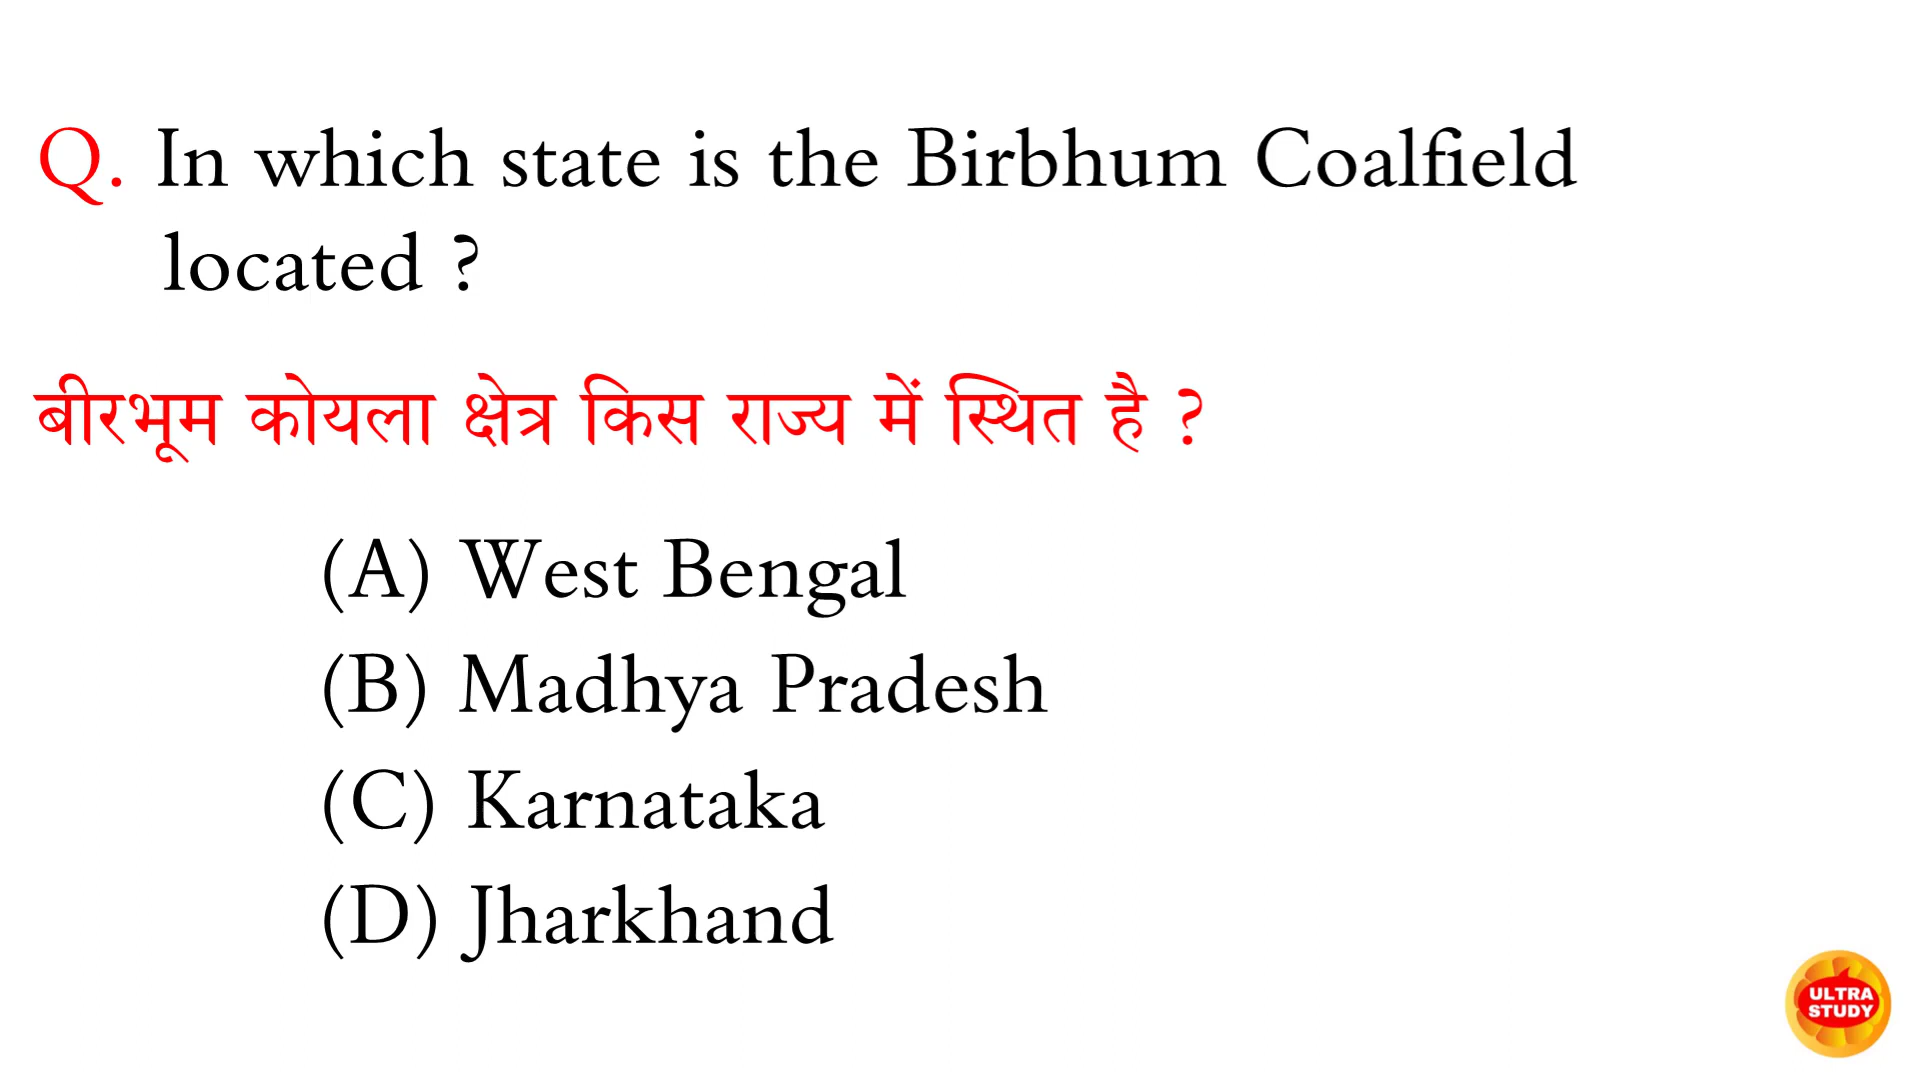 Q. In which state is the Birbhum Coalfield
located ?
बीरभूम कोयला क्षेत्र किस राज्य में स्थित है ?
(A) West Bengal
(B) Madhya Pradesh
(C) Karnataka
(D) Jharkhand
ULTRA
STUDY